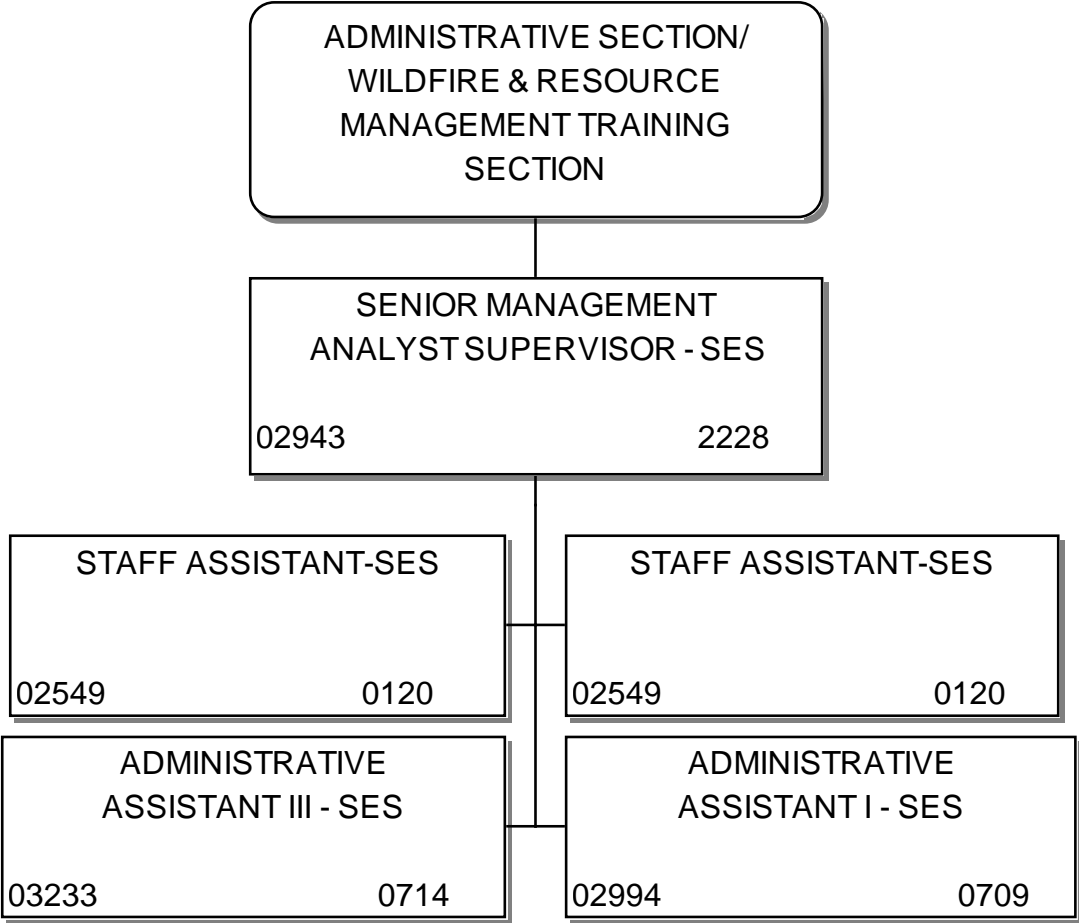 ADMINISTRATIVE SECTION/
WILDFIRE & RESOURCE
MANAGEMENT TRAINING
SECTION
SENIOR MANAGEMENT
ANALYST SUPERVISOR - SES
02943 2228
STAFF ASSISTANT-SES
02549 0120
STAFF ASSISTANT-SES
02549 0120
ADMINISTRATIVE
ASSISTANT III - SES
03233 0714
ADMINISTRATIVE
ASSISTANT I - SES
02994 0709